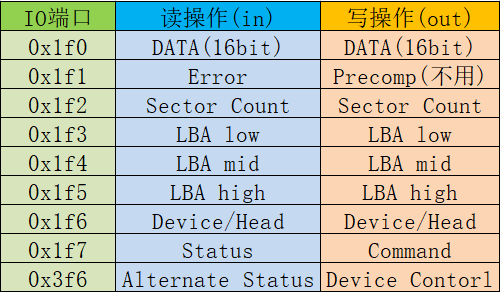 IO端口 读操作(in) 写操作(out)
0x1f0 DATA(16bit) DATA(16bit)
0x1f1 Error Precomp(不用)
0x1f2 Sector Count Sector Count
0x1f3 LBA low LBA low
0x1f4 LBA mid LBA mid
0x1f5 LBA high LBA high
0x1f6 Device/Head Device/Head
0x1f7 Status Command
0x3f6 Alternate Status Device Contorl